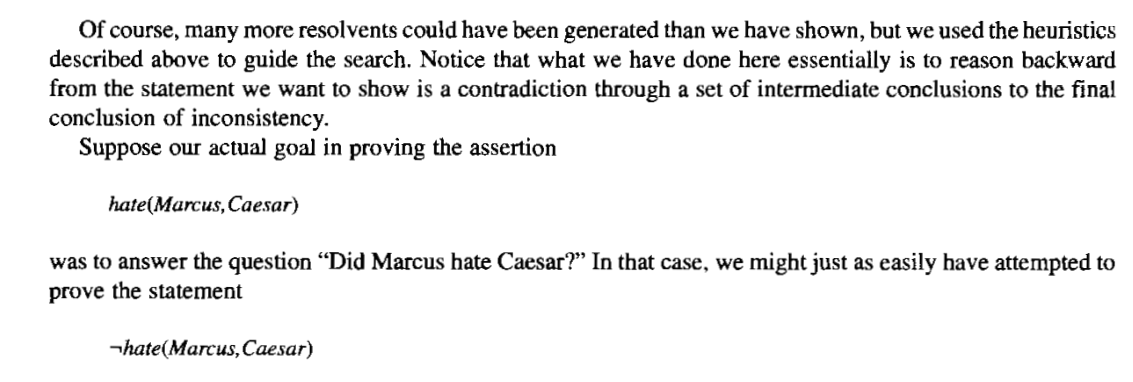 Of course, many more resolvents could have been generated than we have shown, but we used the heuristics
described above to guide the search. Notice that what we have done here essentially is to reason backward
from the statement we want to show is a contradiction through a set of intermediate conclusions to the final
conclusion of inconsistency.
Suppose our actual goal in proving the assertion
hate(Marcus, Caesar)
was to answer the question “Did Marcus hate Caesar?” In that case, we might just as easily have attempted to
prove the statement
¬hate(Marcus, Caesar)